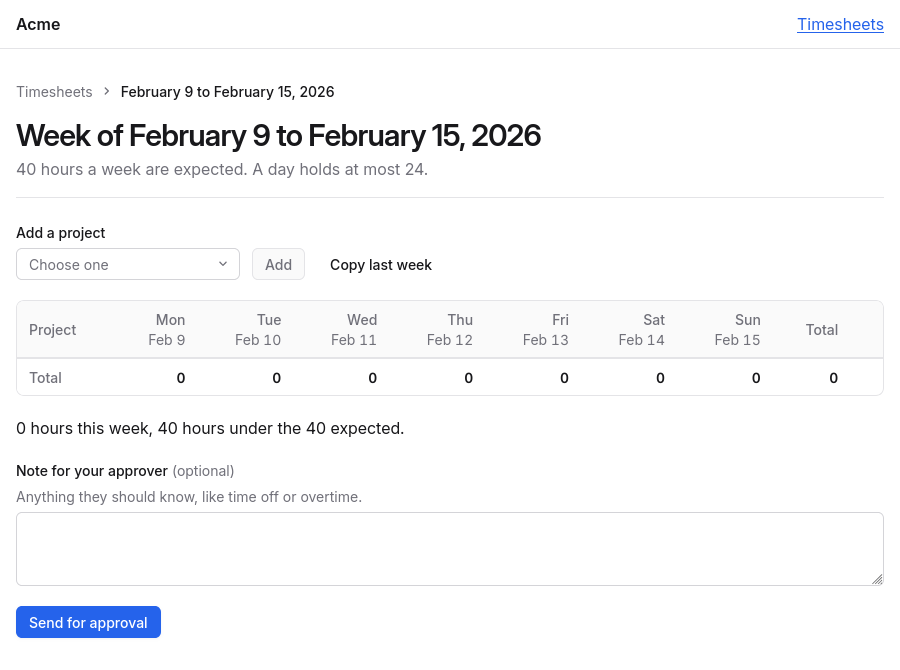 Acme
Timesheets
Timesheets > February 9 to February 15, 2026
Week of February 9 to February 15, 2026
40 hours a week are expected. A day holds at most 24.
Add a project
Choose one
Add
Copy last week
Project Mon Feb 9 Tue Feb 10 Wed Feb 11 Thu Feb 12 Fri Feb 13 Sat Feb 14 Sun Feb 15 Total
Total 0 0 0 0 0 0 0 0
0 hours this week, 40 hours under the 40 expected.
Note for your approver (optional)
Anything they should know, like time off or overtime.
Send for approval